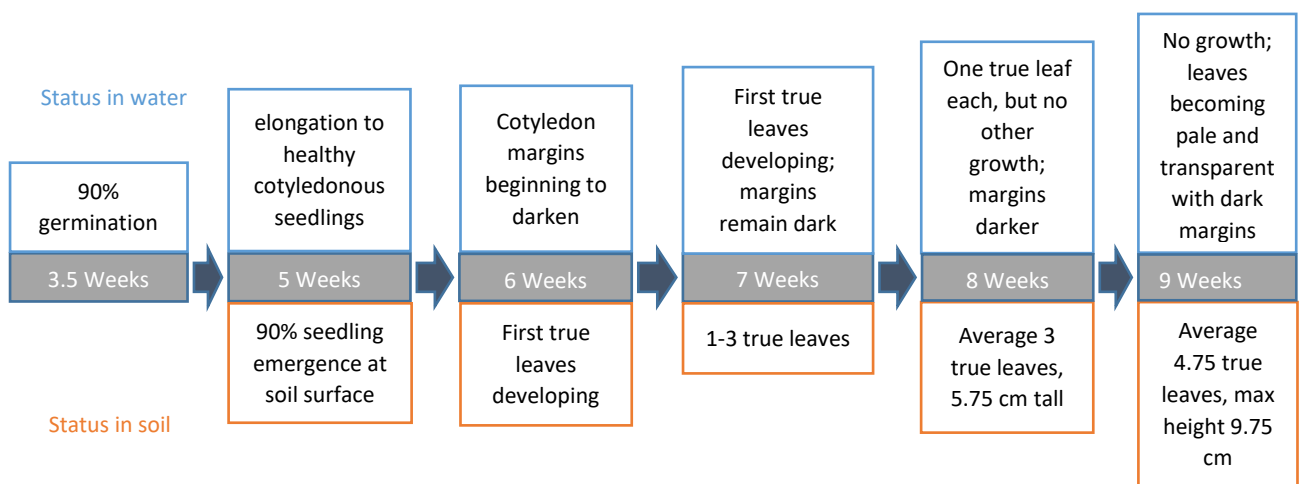 Status in water
90%
germination
elongation to
healthy
cotyledonous
seedlings
Cotyledon
margins
beginning to
darken
First true
leaves
developing;
margins
remain dark
One true leaf
each, but no
other
growth;
margins
darker
No growth;
leaves
becoming
pale and
transparent
with dark
margins
3.5 Weeks
5 Weeks
6 Weeks
7 Weeks
8 Weeks
9 Weeks
90% seedling
emergence at
soil surface
First true
leaves
developing
1-3 true leaves
Average 3
true leaves,
5.75 cm tall
Average
4.75 true
leaves, max
height 9.75
cm
Status in soil